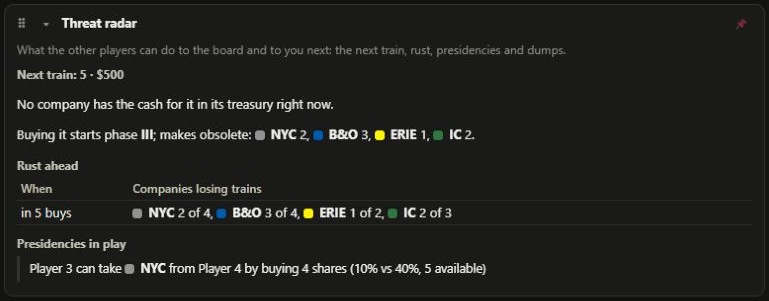 Threat radar
What the other players can do to the board and to you next: the next train, rust, presidencies and dumps.
Next train: 5 · $500
No company has the cash for it in its treasury right now.
Buying it starts phase III; makes obsolete: NYC 2, B&O 3, ERIE 1, IC 2.
Rust ahead
When Companies losing trains
in 5 buys NYC 2 of 4, B&O 3 of 4, ERIE 1 of 2, IC 2 of 3
Presidencies in play
Player 3 can take NYC from Player 4 by buying 4 shares (10% vs 40%, 5 available)